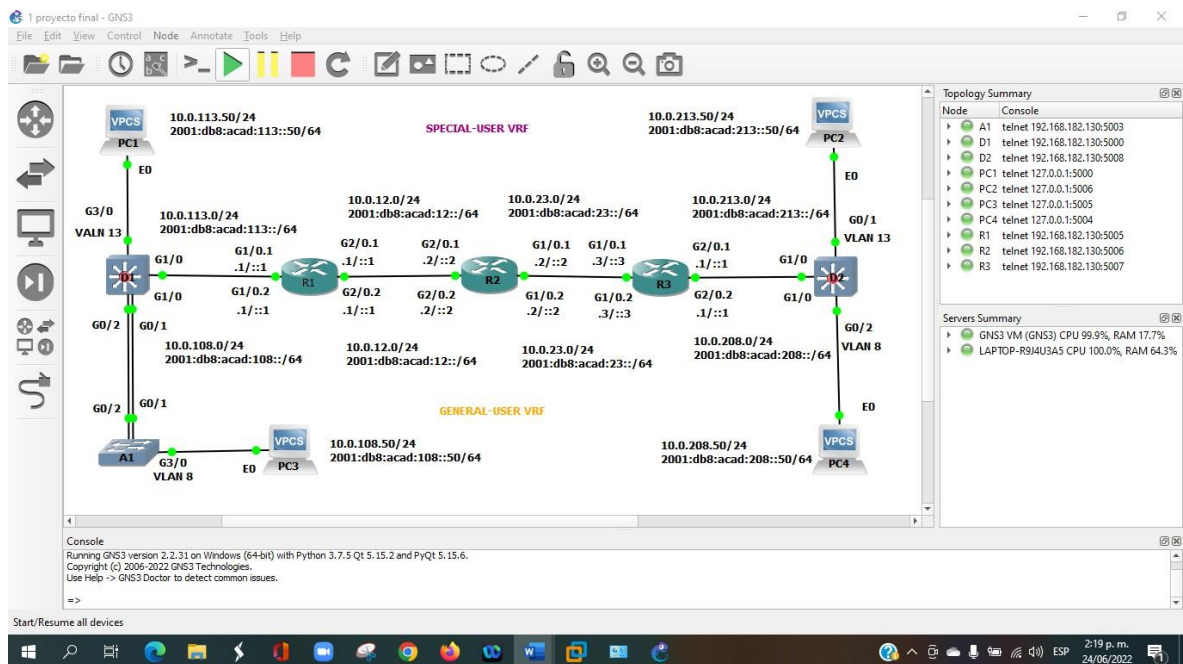 1 proyecto final - GNS3
File Edit View Control Node Annotate Tools Help
VPCS
PC1
10.0.113.50/24
2001:db8:acad:113::50/64
SPECIAL-USER VRF
10.0.213.50/24
2001:db8:acad:213::50/64
VPCS
PC2
E0
E0
G3/0
VALN 13
10.0.113.0/24
2001:db8:acad:113::/64
10.0.12.0/24
2001:db8:acad:12::/64
10.0.23.0/24
2001:db8:acad:23::/64
10.0.213.0/24
2001:db8:acad:213::/64
G0/1
VLAN 13
D1
G1/0
G1/0.1
.1/::1
R1
G2/0.1
.1/::1
G2/0.1
.2/::2
R2
G1/0.1
.2/::2
G1/0.1
.3/::3
R3
G2/0.1
.1/::1
G1/0
D2
G1/0
G1/0.2
.1/::1
G2/0.2
.1/::1
G2/0.2
.2/::2
G1/0.2
.2/::2
G1/0.2
.3/::3
G2/0.2
.1/::1
G1/0
G0/2
G0/1
10.0.108.0/24
2001:db8:acad:108::/64
10.0.12.0/24
2001:db8:acad:12::/64
10.0.23.0/24
2001:db8:acad:23::/64
10.0.208.0/24
2001:db8:acad:208::/64
G0/2
VLAN 8
G0/2
G0/1
GENERAL-USER VRF
E0
A1
G3/0
VLAN 8
E0
VPCS
PC3
10.0.108.50/24
2001:db8:acad:108::50/64
10.0.208.50/24
2001:db8:acad:208::50/64
VPCS
PC4
Topology Summary
Node Console
A1 telnet 192.168.182.130:5003
D1 telnet 192.168.182.130:5000
D2 telnet 192.168.182.130:5008
PC1 telnet 127.0.0.1:5000
PC2 telnet 127.0.0.1:5006
PC3 telnet 127.0.0.1:5005
PC4 telnet 127.0.0.1:5004
R1 telnet 192.168.182.130:5005
R2 telnet 192.168.182.130:5006
R3 telnet 192.168.182.130:5007
Servers Summary
GNS3 VM (GNS3) CPU 99.9%, RAM 17.7%
LAPTOP-R9J4U3A5 CPU 100.0%, RAM 64.3%
Console
Running GNS3 version 2.2.31 on Windows (64-bit) with Python 3.7.5 Qt 5.15.2 and PyQt 5.15.6.
Copyright (c) 2006-2022 GNS3 Technologies.
Use Help -> GNS3 Doctor to detect common issues.
=>
Start/Resume all devices
ESP
2:19 p. m.
24/06/2022